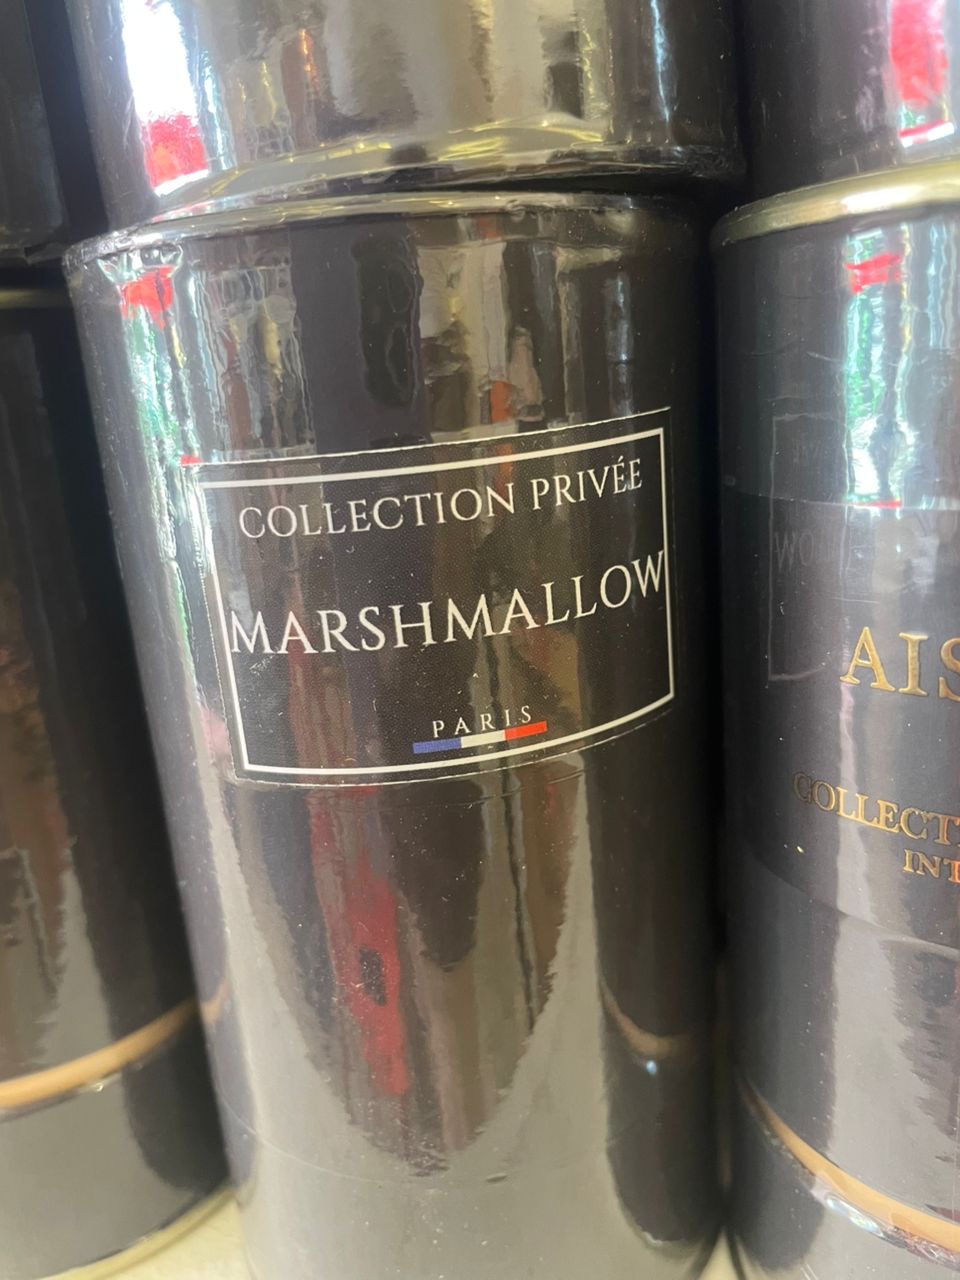 COLLECTION PRIVÉE
MARSHMALLOW
PARIS
AIS
COLLECT
INT